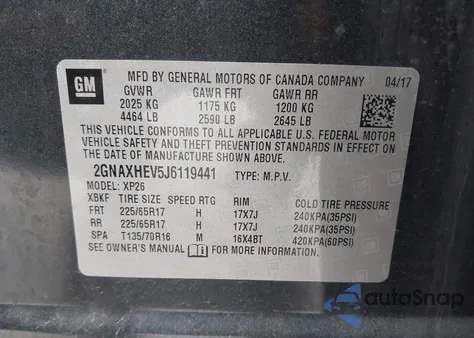 GM
MFD BY GENERAL MOTORS OF CANADA COMPANY 04/17
GVWR GAWR FRT GAWR RR
2025 KG 1175 KG 1200 KG
4464 LB 2590 LB 2645 LB
THIS VEHICLE CONFORMS TO ALL APPLICABLE U.S. FEDERAL MOTOR
VEHICLE SAFETY AND THEFT PREVENTION STANDARDS IN EFFECT ON
THE DATE OF MANUFACTURE SHOWN ABOVE.
2GNAXHEV5J6119441 TYPE: M.P.V.
MODEL: XP26
XBKF TIRE SIZE SPEED RTG RIM COLD TIRE PRESSURE
FRT 225/65R17 H 17X7J 240KPA(35PSI)
RR 225/65R17 H 17X7J 240KPA(35PSI)
SPA T135/70R16 M 16X4BT 420KPA(60PSI)
SEE OWNER'S MANUAL FOR MORE INFORMATION
autoSnap